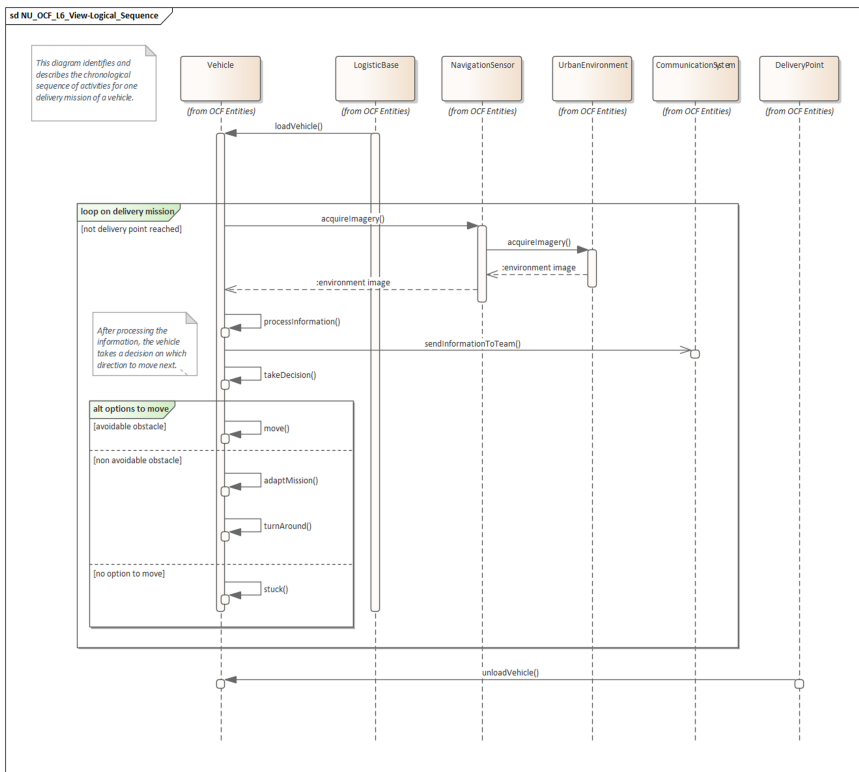 sd NU_OCF_L6_View-Logical_Sequence
This diagram identifies and
describes the chronological
sequence of activities for one
delivery mission of a vehicle.
Vehicle
LogisticBase
NavigationSensor
UrbanEnvironment
CommunicationSystem
DeliveryPoint
(from OCF Entities)
(from OCF Entities)
(from OCF Entities)
(from OCF Entities)
(from OCF Entities)
(from OCF Entities)
loadVehicle()
loop on delivery mission
[not delivery point reached]
acquireImagery()
acquireImagery()
:environment image
:environment image
After processing the
information, the vehicle
takes a decision on which
direction to move next.
processInformation()
sendInformationToTeam()
takeDecision()
alt options to move
[avoidable obstacle]
move()
[non avoidable obstacle]
adaptMission()
turnAround()
[no option to move]
stuck()
unloadVehicle()